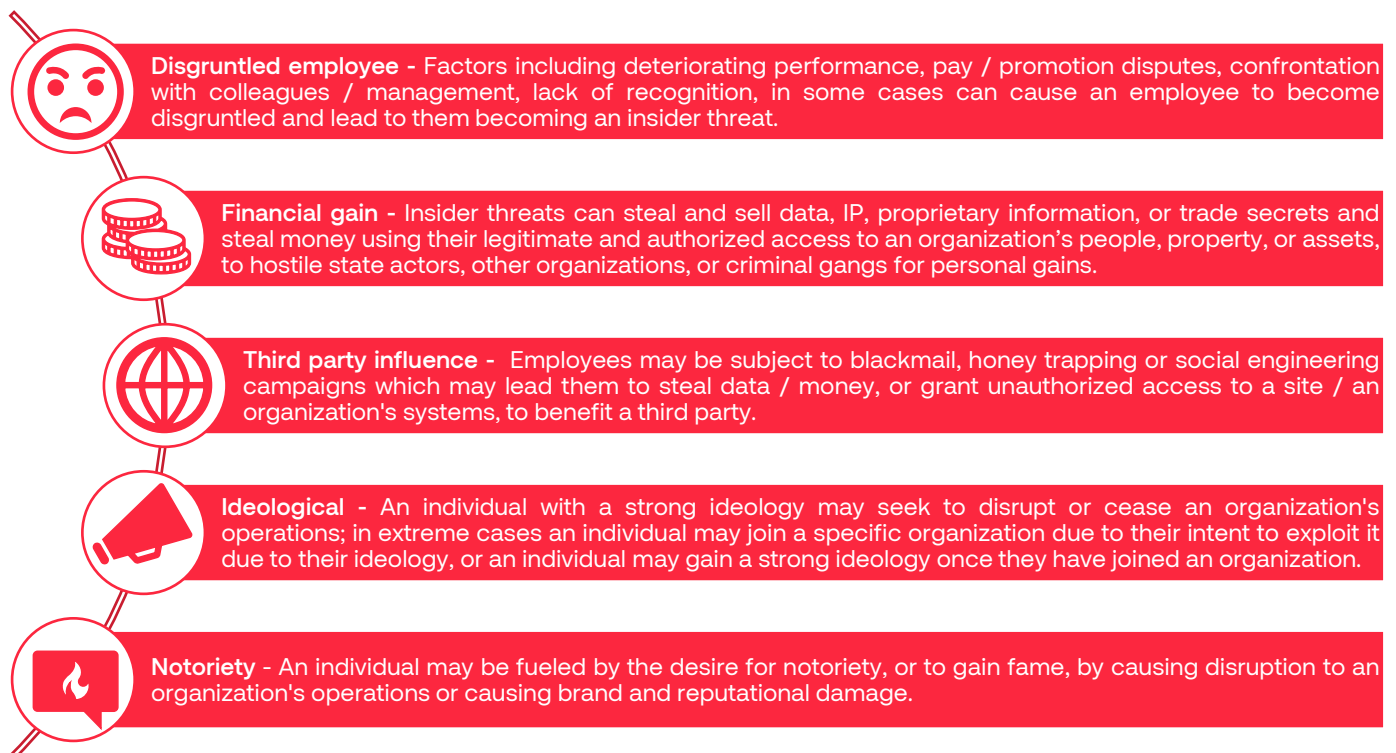 Disgruntled employee - Factors including deteriorating performance, pay / promotion disputes, confrontation
with colleagues / management, lack of recognition, in some cases can cause an employee to become
disgruntled and lead to them becoming an insider threat.
Financial gain - Insider threats can steal and sell data, IP, proprietary information, or trade secrets and
steal money using their legitimate and authorized access to an organization’s people, property, or assets,
to hostile state actors, other organizations, or criminal gangs for personal gains.
Third party influence - Employees may be subject to blackmail, honey trapping or social engineering
campaigns which may lead them to steal data / money, or grant unauthorized access to a site / an
organization's systems, to benefit a third party.
Ideological - An individual with a strong ideology may seek to disrupt or cease an organization's
operations; in extreme cases an individual may join a specific organization due to their intent to exploit it
due to their ideology, or an individual may gain a strong ideology once they have joined an organization.
Notoriety - An individual may be fueled by the desire for notoriety, or to gain fame, by causing disruption to an
organization's operations or causing brand and reputational damage.